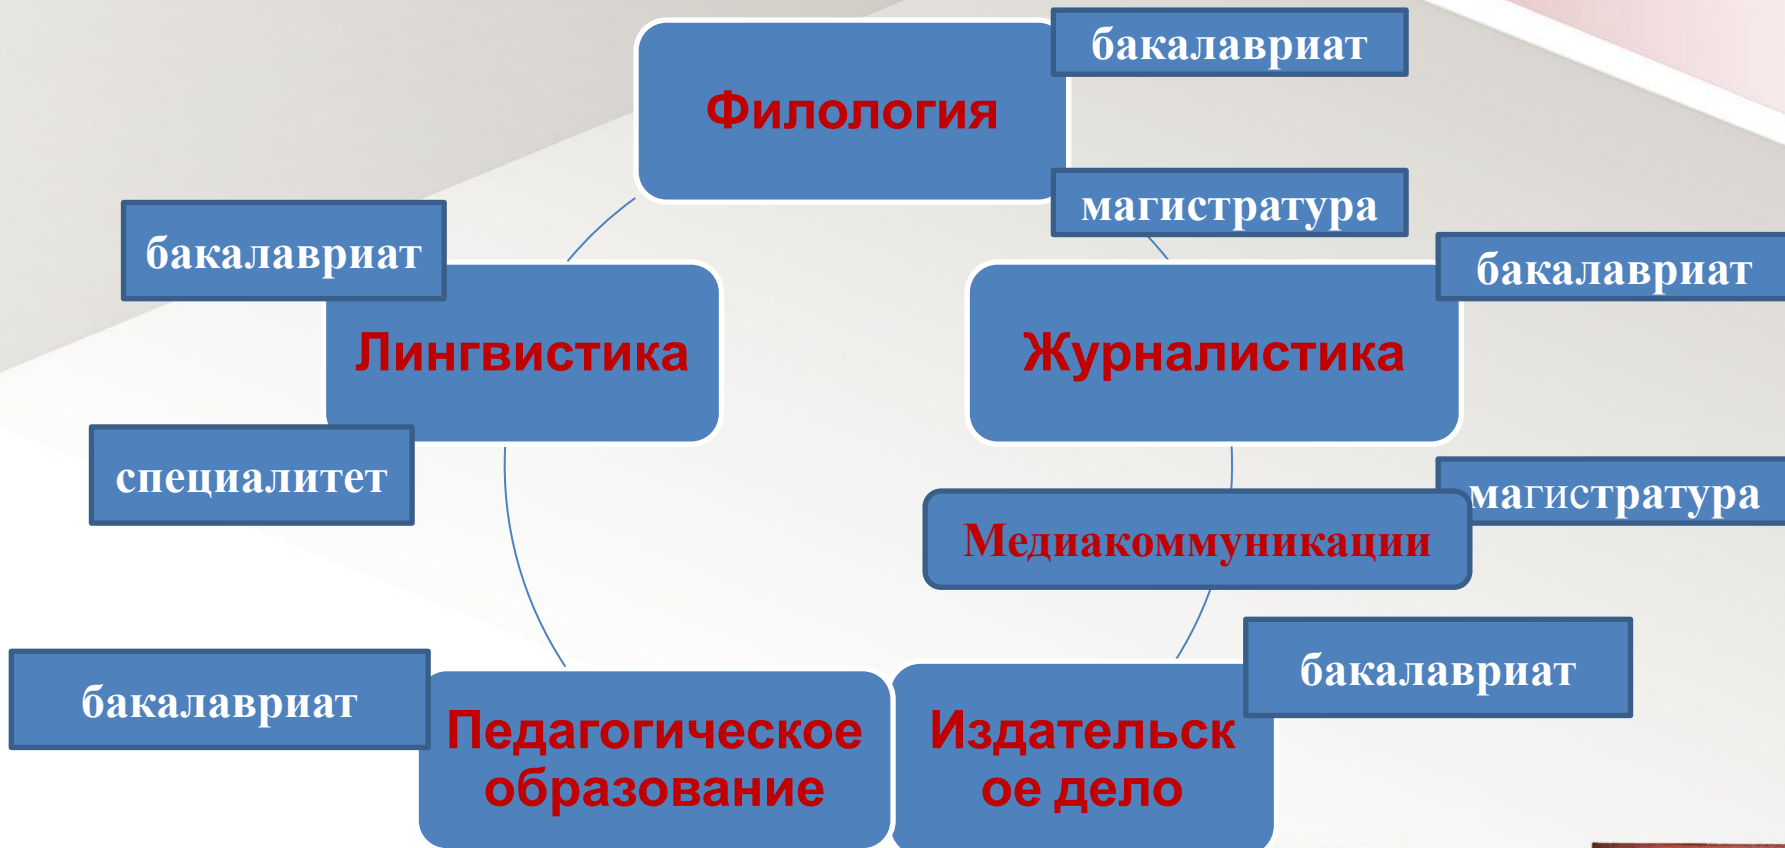 бакалавриат
Филология
магистратура
бакалавриат
Лингвистика
специалитет
бакалавриат
Журналистика
магистратура
Медиакоммуникации
бакалавриат
Педагогическое
образование
бакалавриат
Издательск
ое дело